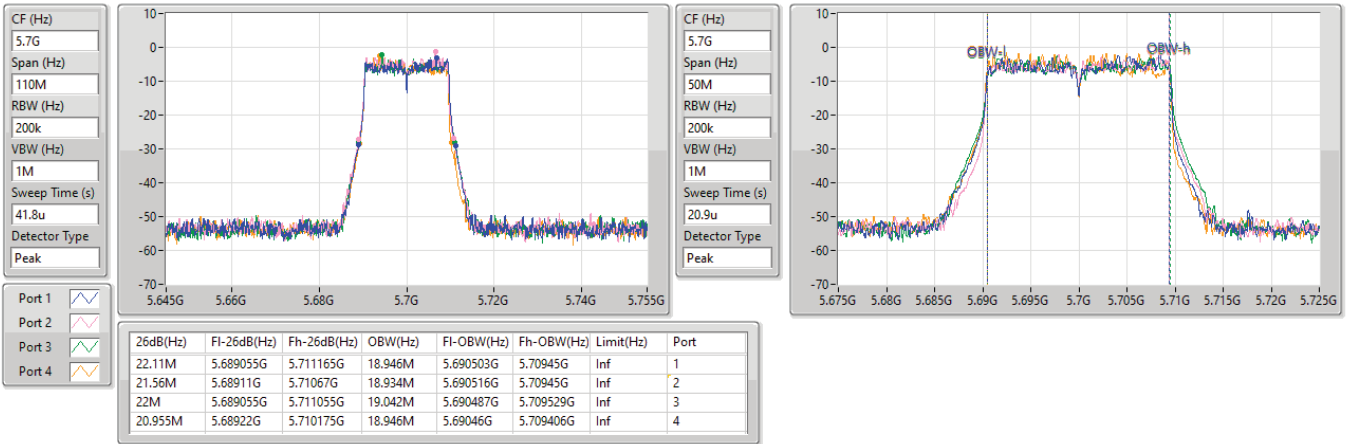 CF (Hz)
5.7G
Span (Hz)
110M
RBW (Hz)
200k
VBW (Hz)
1M
Sweep Time (s)
41.8u
Detector Type
Peak
10
0
-10
-20
-30
-40
-50
-60
-70
5.645G 5.66G 5.68G 5.7G 5.72G 5.74G 5.755G
CF (Hz)
5.7G
Span (Hz)
50M
RBW (Hz)
200k
VBW (Hz)
1M
Sweep Time (s)
20.9u
Detector Type
Peak
10
0
-10
-20
-30
-40
-50
-60
-70
OBW-l OBW-h
5.675G 5.68G 5.685G 5.69G 5.695G 5.7G 5.705G 5.71G 5.715G 5.72G 5.725G
Port 1
Port 2
Port 3
Port 4
26dB(Hz) Fl-26dB(Hz) Fh-26dB(Hz) OBW(Hz) Fl-OBW(Hz) Fh-OBW(Hz) Limit(Hz) Port
22.11M 5.689055G 5.711165G 18.946M 5.690503G 5.70945G Inf 1
21.56M 5.68911G 5.71067G 18.934M 5.690516G 5.70945G Inf 2
22M 5.689055G 5.711055G 19.042M 5.690487G 5.709529G Inf 3
20.955M 5.68922G 5.710175G 18.946M 5.69046G 5.709406G Inf 4